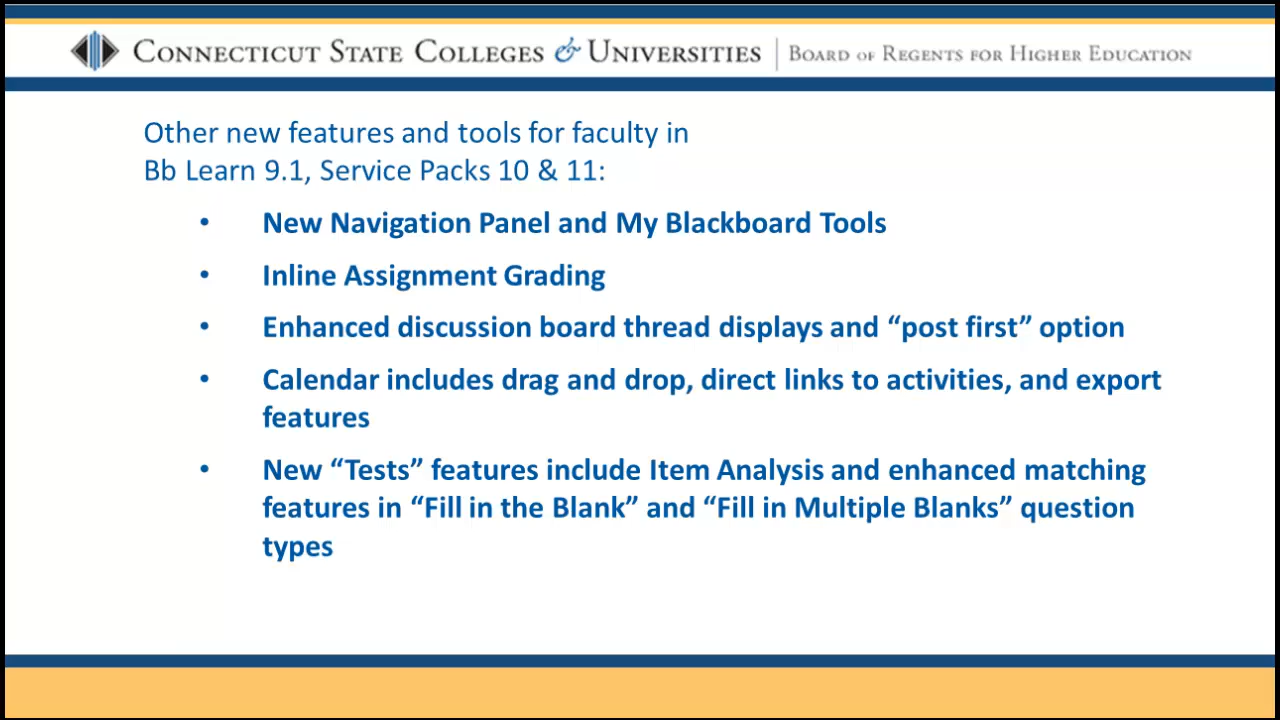 CONNECTICUT STATE COLLEGES & UNIVERSITIES | BOARD OF REGENTS FOR HIGHER EDUCATION
Other new features and tools for faculty in
Bb Learn 9.1, Service Packs 10 & 11:
• New Navigation Panel and My Blackboard Tools
• Inline Assignment Grading
• Enhanced discussion board thread displays and “post first” option
• Calendar includes drag and drop, direct links to activities, and export
features
• New “Tests” features include Item Analysis and enhanced matching
features in “Fill in the Blank” and “Fill in Multiple Blanks” question
types